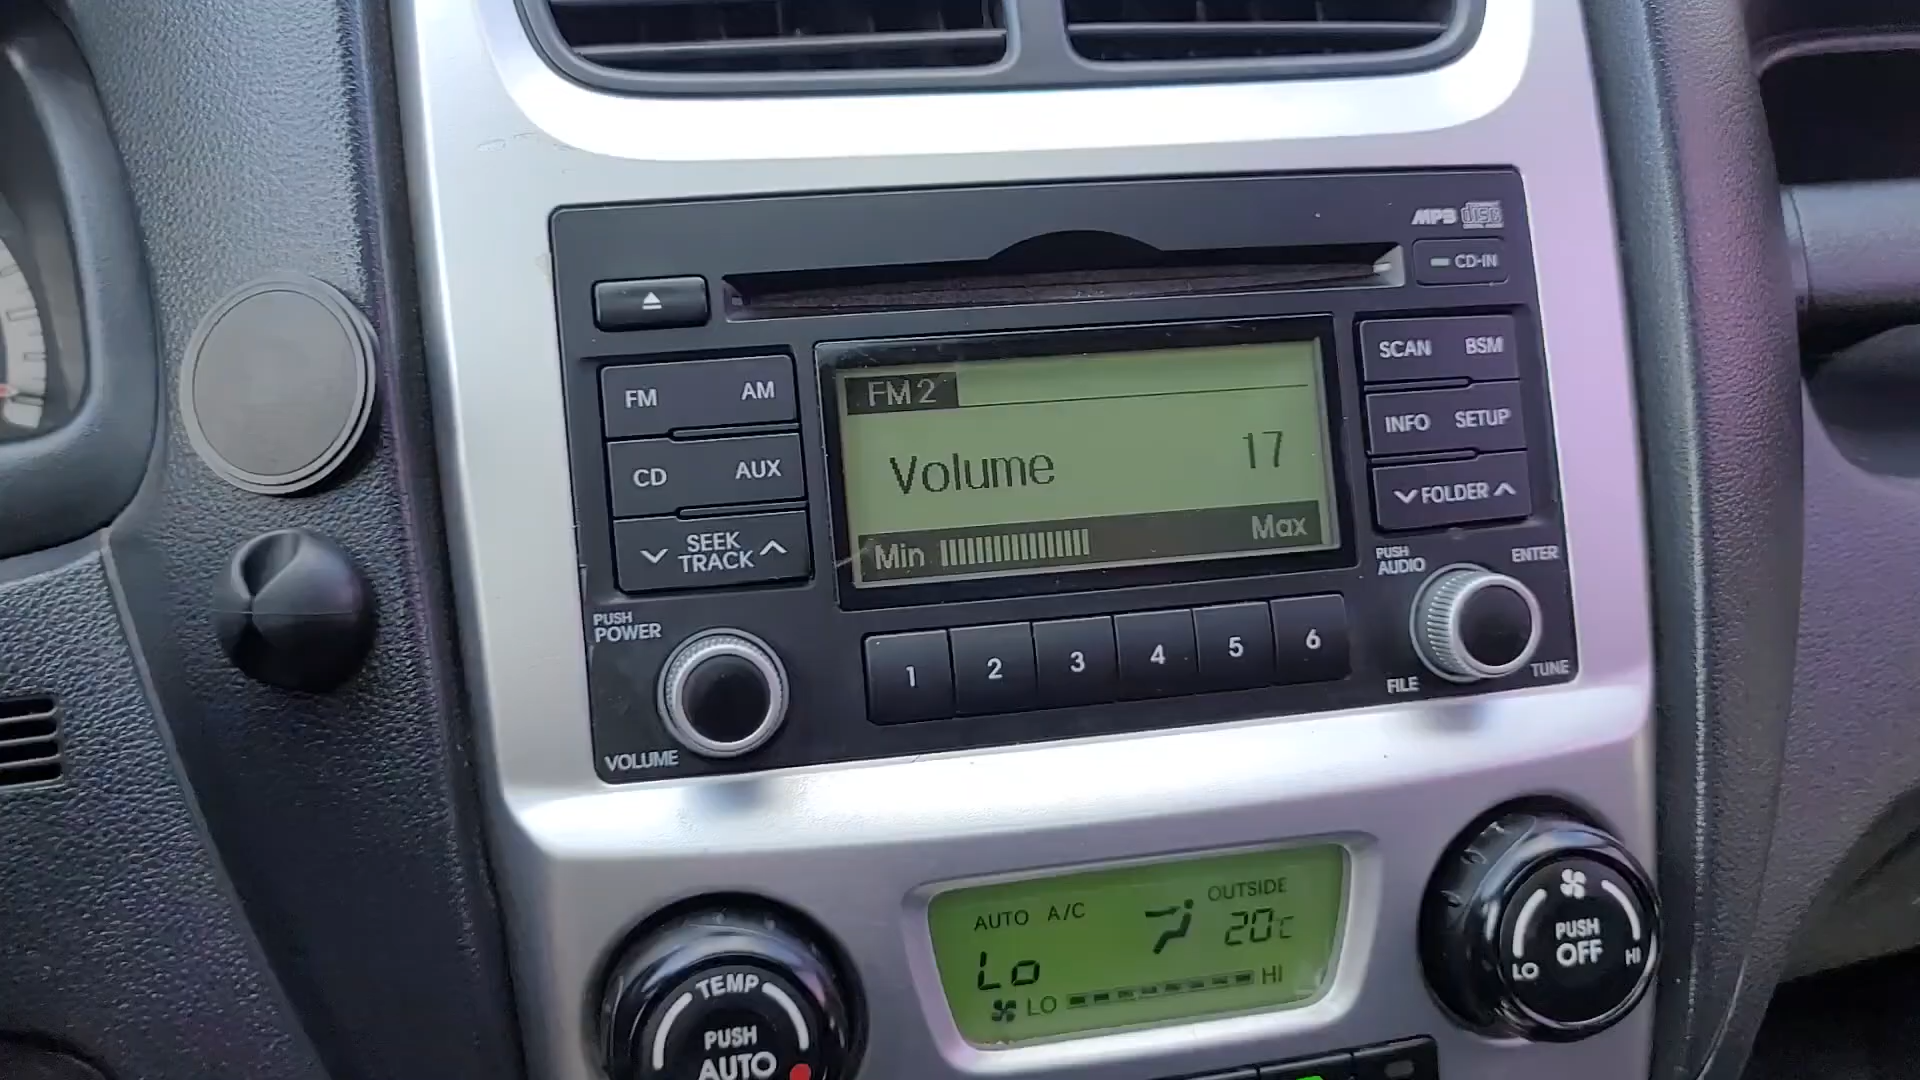 MP3 disc
CD-IN
FM AM
CD AUX
SEEK
TRACK
FM 2
Volume 17
Min Max
SCAN BSM
INFO SETUP
FOLDER
PUSH
POWER
VOLUME
1 2 3 4 5 6
PUSH
AUDIO
ENTER
FILE
TUNE
AUTO A/C
OUTSIDE
20c
Lo
LO HI
TEMP
PUSH
AUTO
PUSH
OFF
LO HI